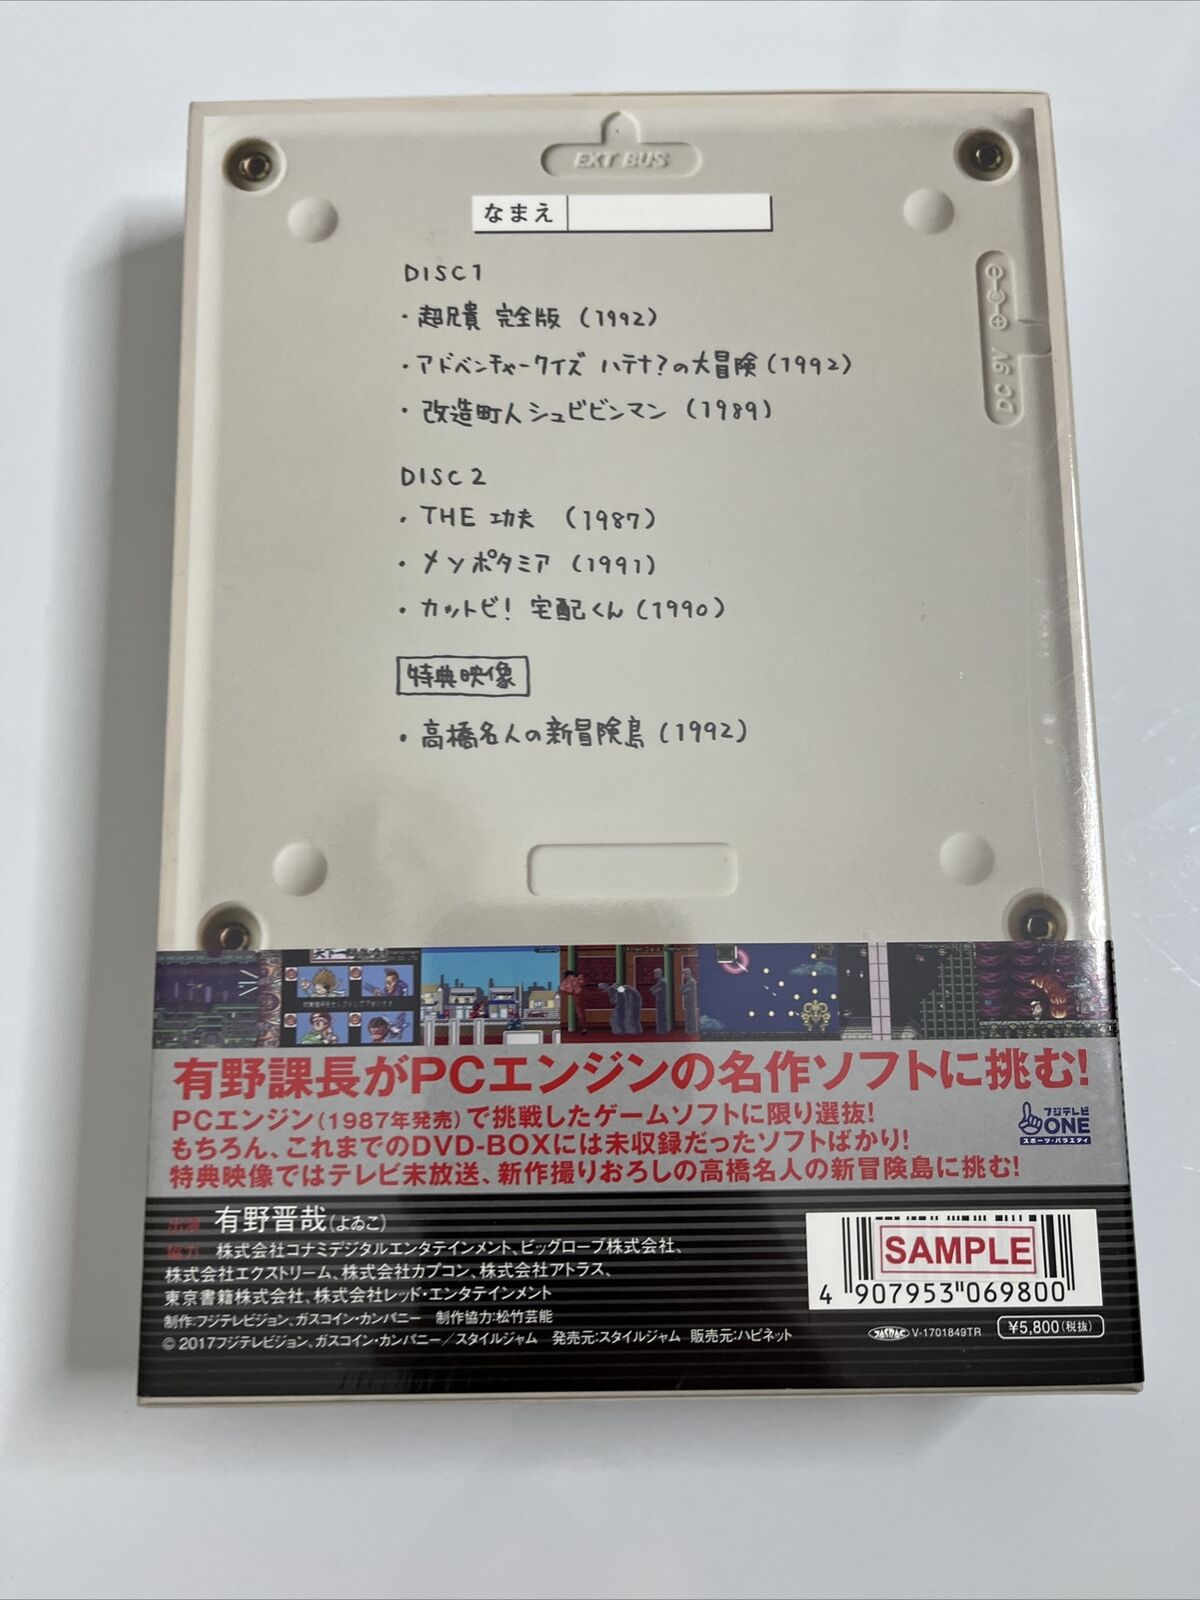 EXT BUS
なまえ
DC 9V
DISC1
・超兄貴 完全版 (1992)
・アドベンチャークイズ ハテナ?の大冒険 (1992)
・改造町人シュビビンマン (1989)
DISC 2
・THE 功夫 (1987)
・メソポタミア (1991)
・カットビ! 宅配くん (1990)
特典映像
・高橋名人の新冒険島 (1992)
有野課長がPCエンジンの名作ソフトに挑む!
PCエンジン(1987年発売)で挑戦したゲームソフトに限り選抜!
もちろん、これまでのDVD-BOXには未収録だったソフトばかり!
特典映像ではテレビ未放送、新作撮りおろしの高橋名人の新冒険島に挑む!
フジテレビ
ONE
スポーツ・バラエティ
出演 有野晋哉(よゐこ)
協力 株式会社コナミデジタルエンタテインメント、ビッグローブ株式会社、
株式会社エクストリーム、株式会社カプコン、株式会社アトラス、
東京書籍株式会社、株式会社レッド・エンタテインメント
制作:フジテレビジョン、ガスコイン・カンパニー 制作協力:松竹芸能
© 2017フジテレビジョン、ガスコイン・カンパニー/スタイルジャム 発売元:スタイルジャム 販売元:ハピネット
SAMPLE
4 907953 069800
JASRAC V-1701849TR ¥5,800(税抜)